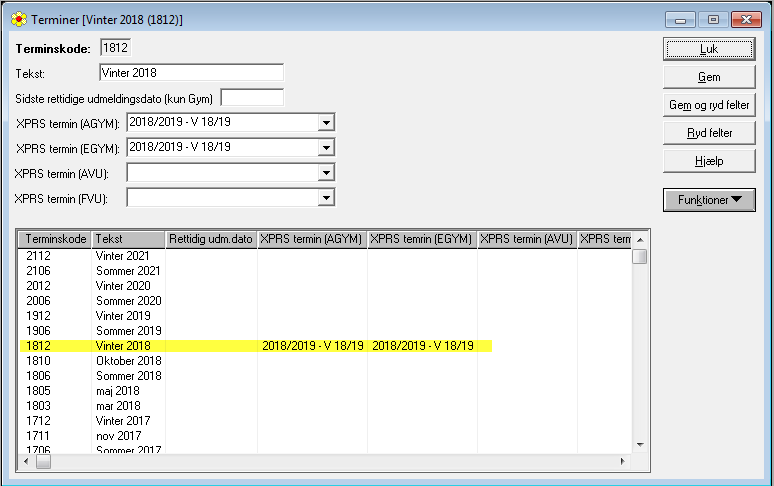 Terminer [Vinter 2018 (1812)]
Terminskode: 1812
Tekst: Vinter 2018
Sidste rettidige udmeldingsdato (kun Gym)
XPRS termin (AGYM): 2018/2019 - V 18/19
XPRS termin (EGYM): 2018/2019 - V 18/19
XPRS termin (AVU):
XPRS termin (FVU):
Luk
Gem
Gem og ryd felter
Ryd felter
Hjælp
Funktioner
Terminskode Tekst Rettidig udm.dato XPRS termin (AGYM) XPRS temrin (EGYM) XPRS termin (AVU) XPRS term
2112 Vinter 2021
2106 Sommer 2021
2012 Vinter 2020
2006 Sommer 2020
1912 Vinter 2019
1906 Sommer 2019
1812 Vinter 2018 2018/2019 - V 18/19 2018/2019 - V 18/19
1810 Oktober 2018
1806 Sommer 2018
1805 maj 2018
1803 mar 2018
1712 Vinter 2017
1711 nov 2017
1706 Sommer 2017